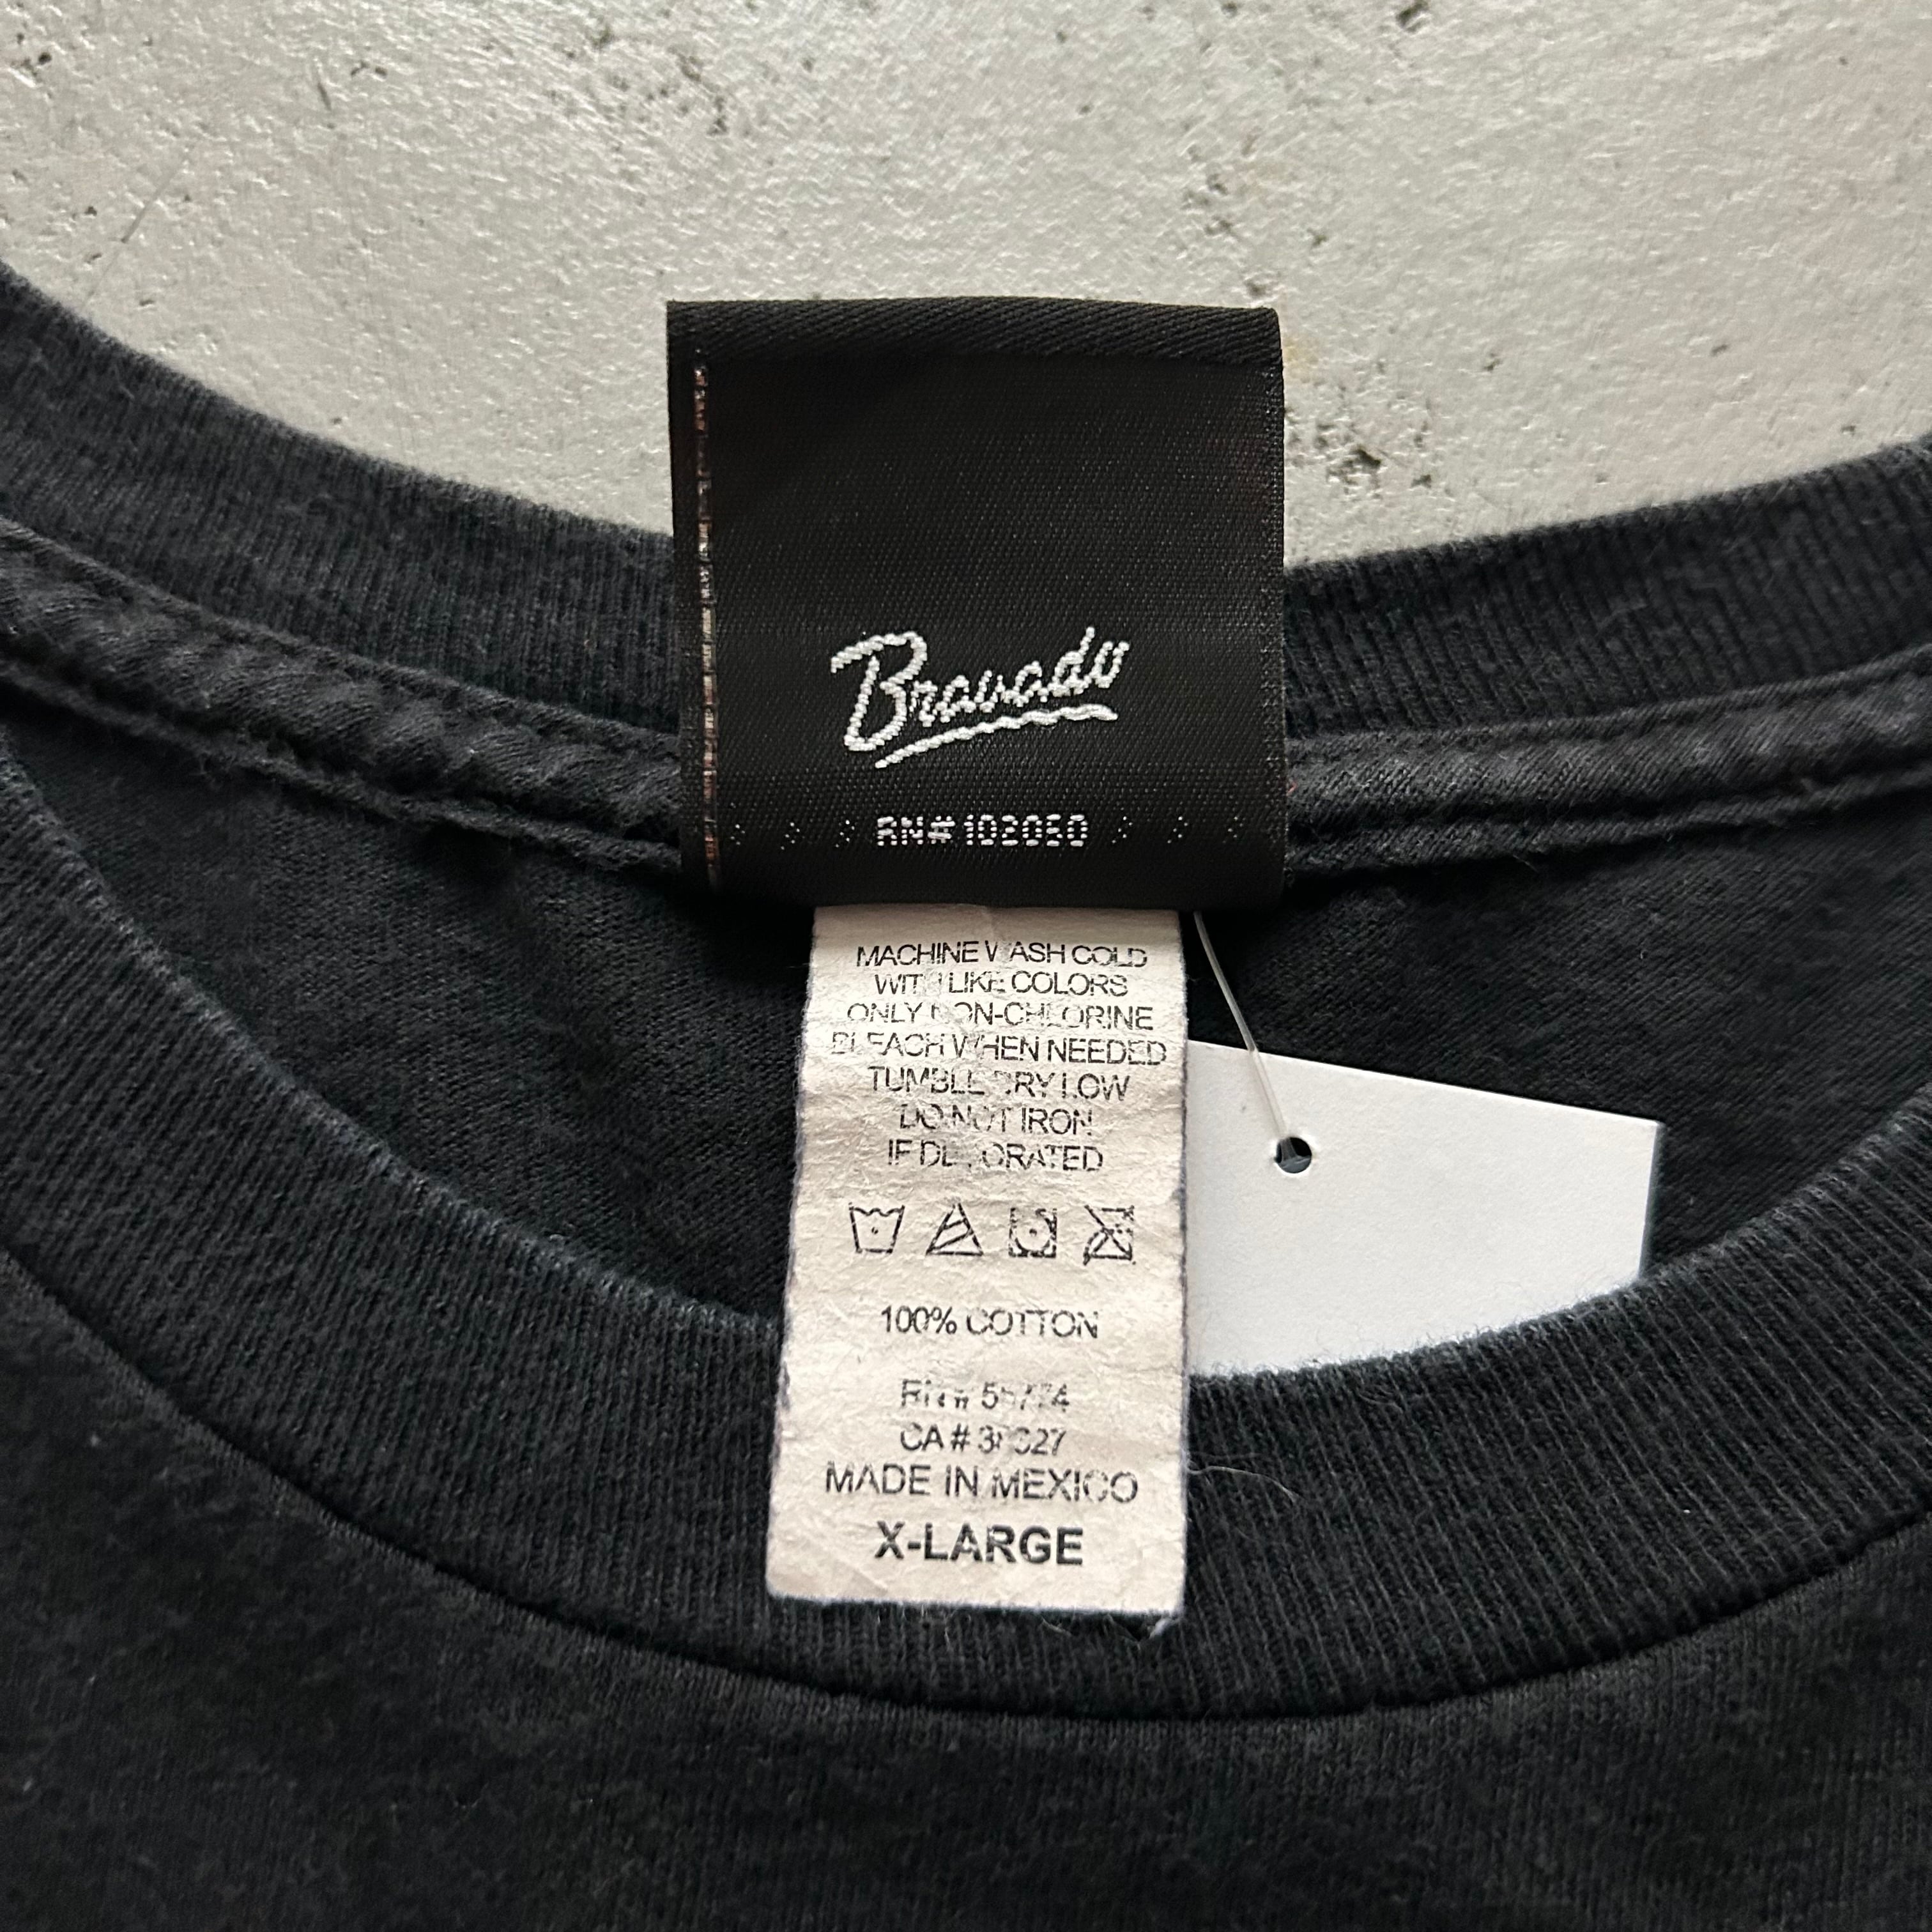 Bravado
RN# 102050
MACHINE WASH COLD
WITH LIKE COLORS
ONLY NON-CHLORINE
BLEACH WHEN NEEDED
TUMBLE DRY LOW
DO NOT IRON
IF DECORATED
100% COTTON
RN#
CA#
MADE IN MEXICO
X-LARGE